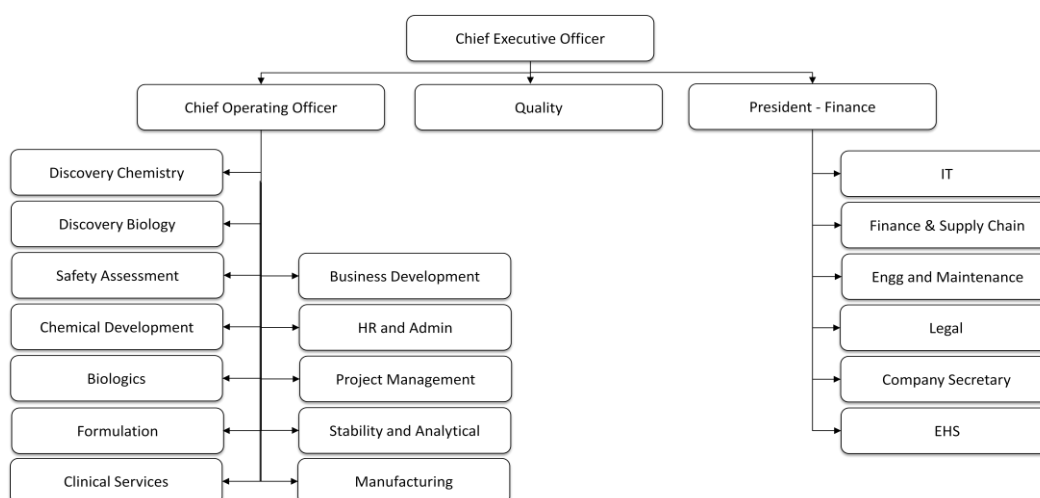 Chief Executive Officer
Chief Operating Officer
Quality
President - Finance
Discovery Chemistry
Discovery Biology
Safety Assessment
Chemical Development
Biologics
Formulation
Clinical Services
Business Development
HR and Admin
Project Management
Stability and Analytical
Manufacturing
IT
Finance & Supply Chain
Engg and Maintenance
Legal
Company Secretary
EHS